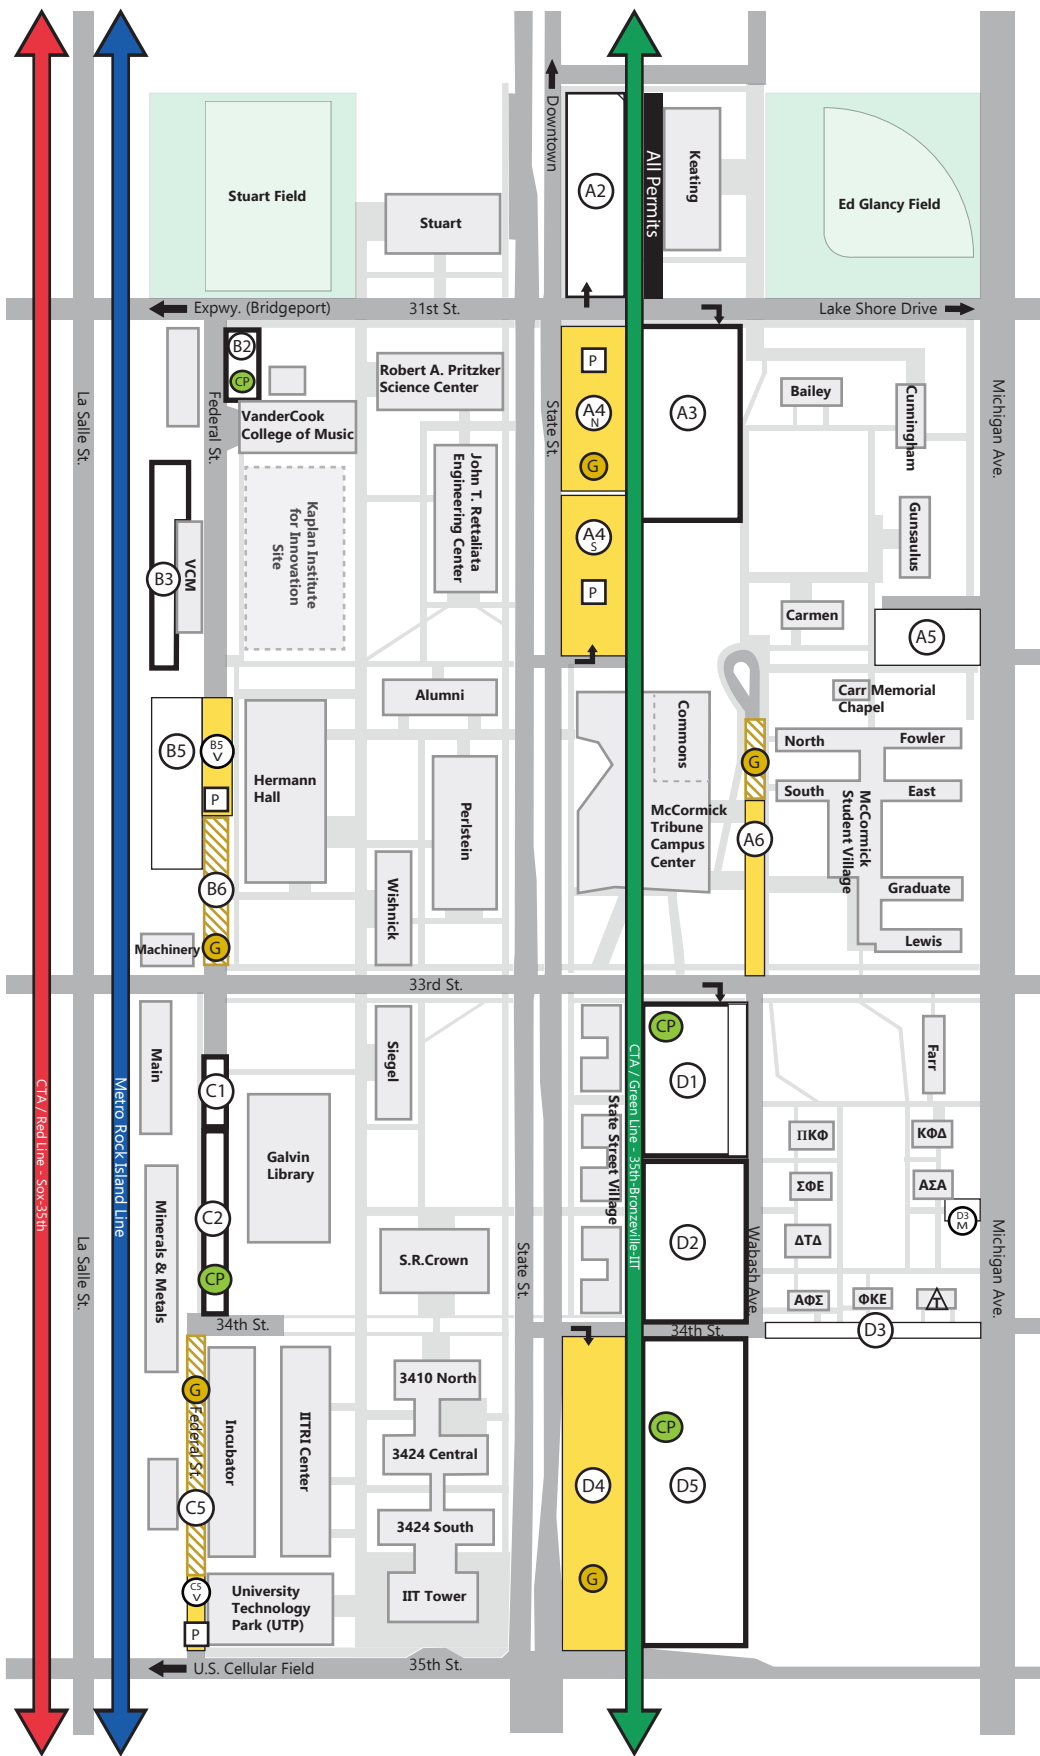 Downtown
Stuart Field
Stuart
A2
All Permits
Keating
Ed Glancy Field
Expwy. (Bridgeport)
31st St.
Lake Shore Drive
B2
CP
La Salle St.
Federal St.
VanderCook
College of Music
Robert A. Pritzker
Science Center
State St.
P
A4
N
G
A3
Bailey
Cunningham
Michigan Ave.
Kaplan Institute
for Innovation
Site
John T. Rettaliata
Engineering Center
A4
S
P
Gunsaulus
B3
VCM
Carmen
A5
Alumni
Carr Memorial
Chapel
B5
B5
V
P
Hermann
Hall
Perlstein
Commons
McCormick
Tribune
Campus
Center
G
A6
North
Fowler
South
East
McCormick
Student Village
Graduate
Lewis
B6
G
Machinery
Wishnick
33rd St.
Main
C1
Siegel
CP
D1
Farr
CTA / Red Line - Sox-35th
Metro Rock Island Line
CTA / Green Line - 35th-Bronzeville-IIT
State Street Village
Galvin
Library
ΠΚΦ
ΚΦΔ
ΣΦΕ
ΑΣΑ
D3
M
Minerals & Metals
C2
CP
S.R.Crown
D2
ΔΤΔ
ΑΦΣ
ΦΚΕ
T
La Salle St.
State St.
Wabash Ave.
Michigan Ave.
34th St.
34th St.
D3
G
Federal St.
C5
Incubator
IITRI Center
3410 North
3424 Central
3424 South
IIT Tower
D4
G
CP
D5
C5
V
P
University
Technology
Park (UTP)
U.S. Cellular Field
35th St.